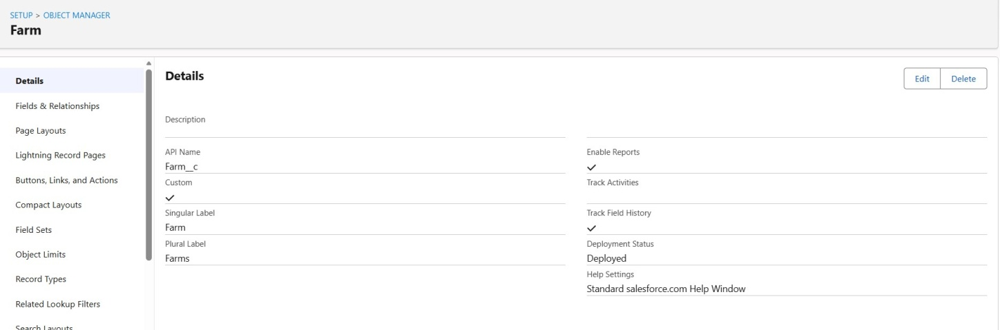 SETUP > OBJECT MANAGER
Farm
Details
Fields & Relationships
Page Layouts
Lightning Record Pages
Buttons, Links, and Actions
Compact Layouts
Field Sets
Object Limits
Record Types
Related Lookup Filters
Search Layouts
Details
Edit
Delete
Description
API Name
Farm__c
Custom
Singular Label
Farm
Plural Label
Farms
Enable Reports
Track Activities
Track Field History
Deployment Status
Deployed
Help Settings
Standard salesforce.com Help Window